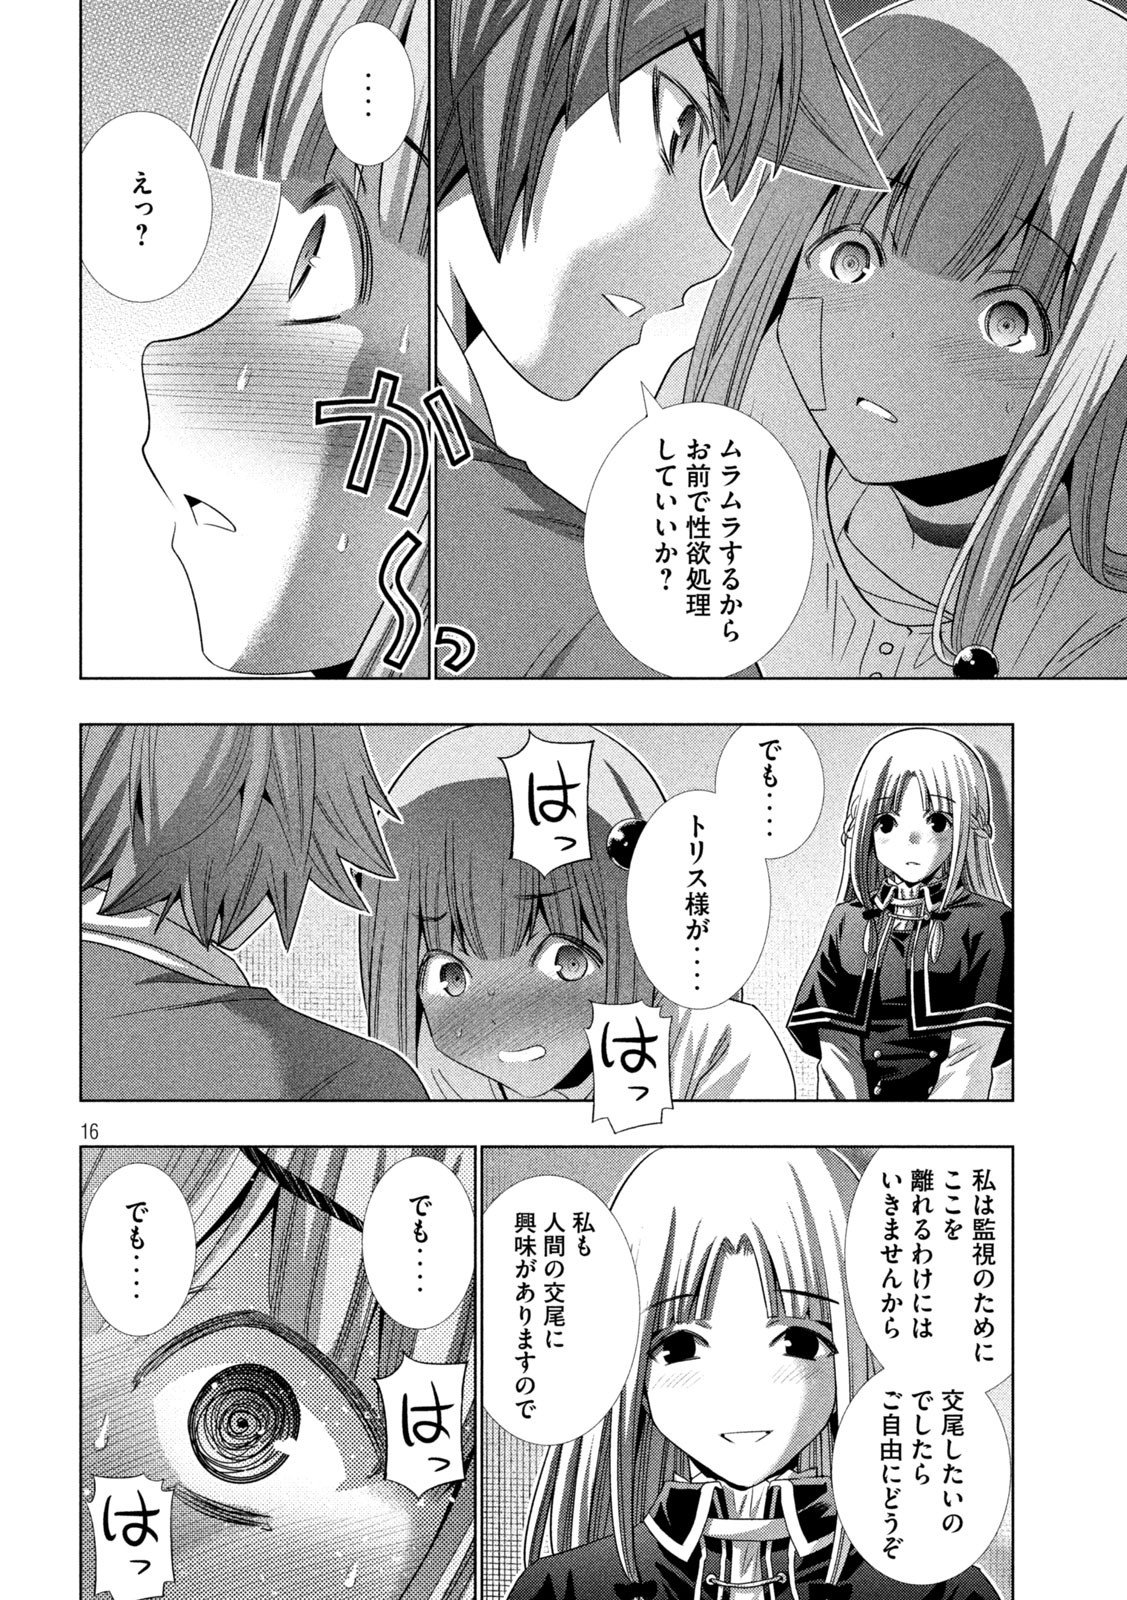 ムラムラするから
お前で性欲処理
していいか？
‥‥
えっ？
か〜っ
でも‥‥
トリス様が‥‥
はっ
はっ
私は監視のために
ここを
離れるわけには
いきませんから
交尾したいの
でしたら
ご自由にどうぞ
私も
人間の交尾に
興味がありますので
でも‥‥
でも‥‥
はっ
はっ
16